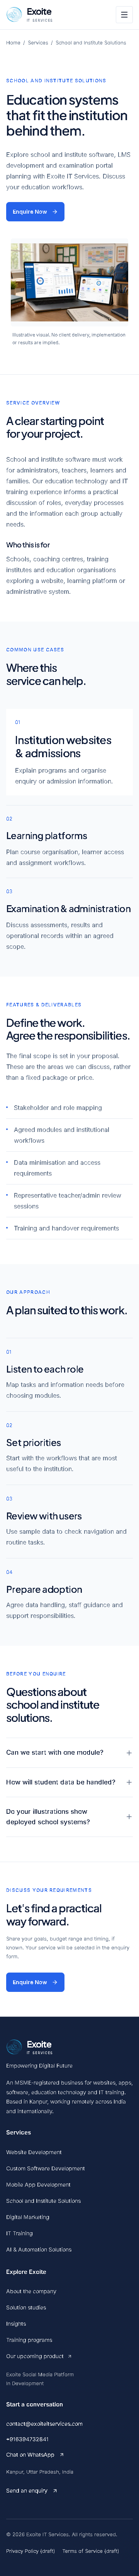 Exoite
IT SERVICES
Home / Services / School and Institute Solutions
SCHOOL AND INSTITUTE SOLUTIONS
Education systems
that fit the institution
behind them.
Explore school and institute software, LMS
development and examination portal
planning with Exoite IT Services. Discuss
your education workflows.
Enquire Now →
Illustrative visual. No client delivery, implementation
or results are implied.
SERVICE OVERVIEW
A clear starting point
for your project.
School and institute software must work
for administrators, teachers, learners and
families. Our education technology and IT
training experience informs a practical
discussion of roles, everyday processes
and the information each group actually
needs.
Who this is for
Schools, coaching centres, training
institutes and education organisations
exploring a website, learning platform or
administrative system.
COMMON USE CASES
Where this
service can help.
01
Institution websites
& admissions
Explain programs and organise
enquiry and admission information.
02
Learning platforms
Plan course organisation, learner access
and assignment workflows.
03
Examination & administration
Discuss assessments, results and
operational records within an agreed
scope.
FEATURES & DELIVERABLES
Define the work.
Agree the responsibilities.
The final scope is set in your proposal.
These are the areas we can discuss, rather
than a fixed package or price.
Stakeholder and role mapping
Agreed modules and institutional
workflows
Data minimisation and access
requirements
Representative teacher/admin review
sessions
Training and handover requirements
OUR APPROACH
A plan suited to this work.
01
Listen to each role
Map tasks and information needs before
choosing modules.
02
Set priorities
Start with the workflows that are most
useful to the institution.
03
Review with users
Use sample data to check navigation and
routine tasks.
04
Prepare adoption
Agree data handling, staff guidance and
support responsibilities.
BEFORE YOU ENQUIRE
Questions about
school and institute
solutions.
Can we start with one module? +
How will student data be handled? +
Do your illustrations show
deployed school systems? +
DISCUSS YOUR REQUIREMENTS
Let's find a practical
way forward.
Share your goals, budget range and timing, if
known. Your service will be selected in the enquiry
form.
Enquire Now →
Exoite
IT SERVICES
Empowering Digital Future
An MSME-registered business for websites, apps,
software, education technology and IT training.
Based in Kanpur, working remotely across India
and internationally.
Services
Website Development
Custom Software Development
Mobile App Development
School and Institute Solutions
Digital Marketing
IT Training
AI & Automation Solutions
Explore Exoite
About the company
Solution studies
Insights
Training programs
Our upcoming product ↗
Exoite Social Media Platform
In Development
Start a conversation
contact@exoiteitservices.com
+916394732841
Chat on WhatsApp ↗
Kanpur, Uttar Pradesh, India
Send an enquiry ↗
© 2026 Exoite IT Services. All rights reserved.
Privacy Policy (draft) Terms of Service (draft)